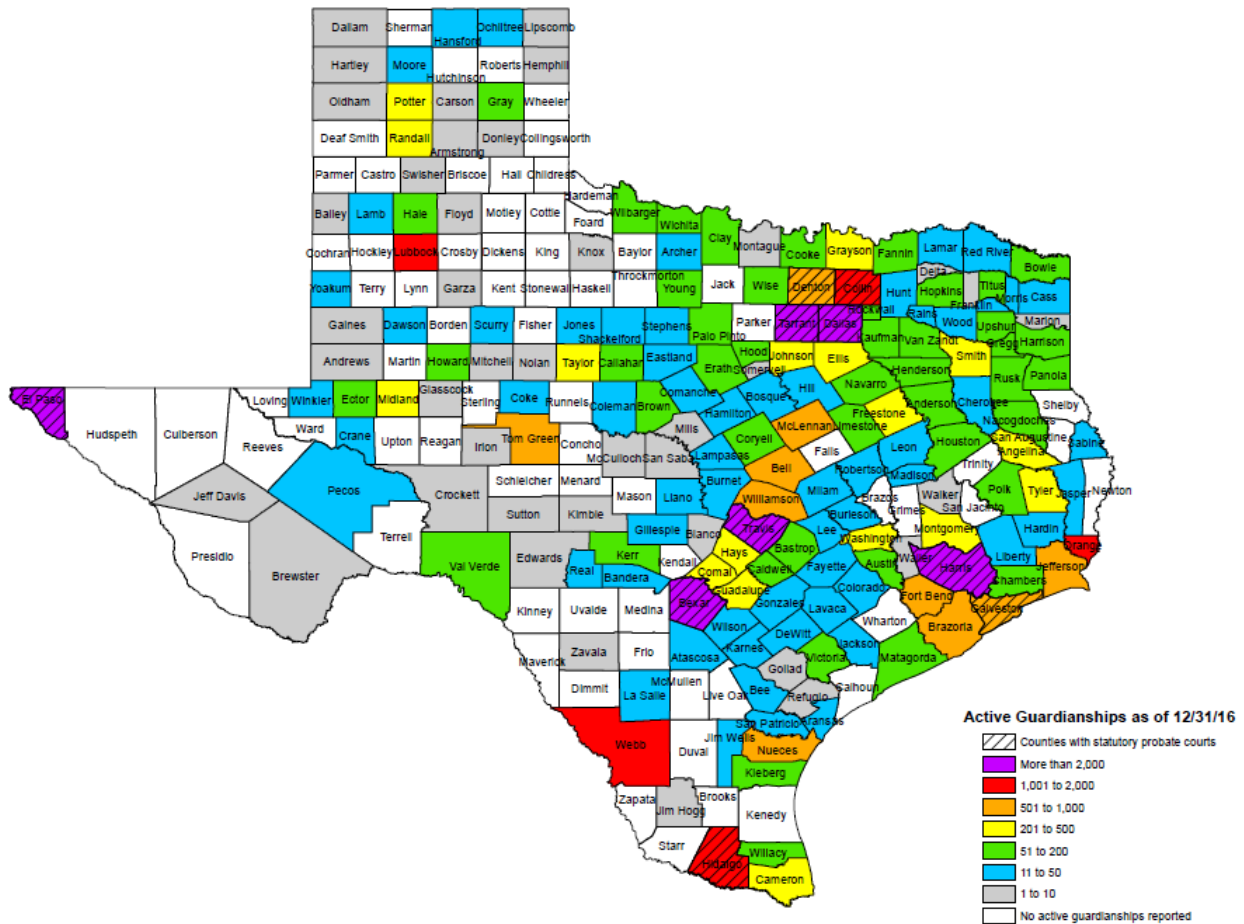 Dallam Sherman Hansford Ochiltree Lipscomb
Hartley Moore Hutchinson Roberts Hemphill
Oldham Potter Carson Gray Wheeler
Deaf Smith Randall Armstrong Donley Collingsworth
Parmer Castro Swisher Briscoe Hall Childress
Hardeman
Bailey Lamb Hale Floyd Motley Cottle Foard Wilbarger Wichita Clay Montague Cooke Grayson Fannin Lamar Red River Bowie
Cochran Hockley Lubbock Crosby Dickens King Knox Baylor Archer Delta
Yoakum Terry Lynn Garza Kent Stonewall Haskell Throckmorton Young Jack Wise Denton Collin Hunt Hopkins Franklin Titus Morris Cass
Gaines Dawson Borden Scurry Fisher Jones Shackelford Stephens Palo Pinto Parker Tarrant Dallas Rockwall Rains Wood Upshur Marion
Andrews Martin Howard Mitchell Nolan Taylor Callahan Eastland Erath Hood Somervell Johnson Ellis Kaufman Van Zandt Smith Gregg Harrison
El Paso Hudspeth Culberson Reeves Loving Winkler Ector Midland Glasscock Sterling Coke Runnels Coleman Brown Comanche Hamilton Bosque Hill Navarro Henderson Anderson Cherokee Rusk Panola Shelby
Ward Crane Upton Reagan Irion Tom Green Concho McCulloch San Saba Mills Lampasas Coryell McLennan Limestone Freestone Falls Leon Houston Nacogdoches San Augustine Angelina Sabine
Jeff Davis Pecos Crockett Schleicher Menard Mason Llano Burnet Bell Milam Robertson Madison Trinity Polk Tyler Jasper Newton
Presidio Brewster Terrell Sutton Kimble Gillespie Blanco Williamson Travis Lee Burleson Brazos Grimes Walker San Jacinto Hardin
Val Verde Edwards Real Kerr Bandera Kendall Comal Hays Caldwell Bastrop Fayette Washington Austin Waller Montgomery Harris Liberty Orange Jefferson Chambers
Kinney Uvalde Medina Bexar Guadalupe Gonzales Lavaca Colorado Fort Bend Galveston Brazoria Wharton Matagorda
Maverick Zavala Frio Atascosa Wilson Karnes DeWitt Jackson Victoria Goliad Calhoun Refugio
Dimmit La Salle McMullen Live Oak Bee San Patricio Aransas
Webb Duval Jim Wells Nueces Kleberg
Zapata Jim Hogg Brooks Kenedy
Starr Hidalgo Willacy Cameron
Active Guardianships as of 12/31/16
Counties with statutory probate courts
More than 2,000
1,001 to 2,000
501 to 1,000
201 to 500
51 to 200
11 to 50
1 to 10
No active guardianships reported